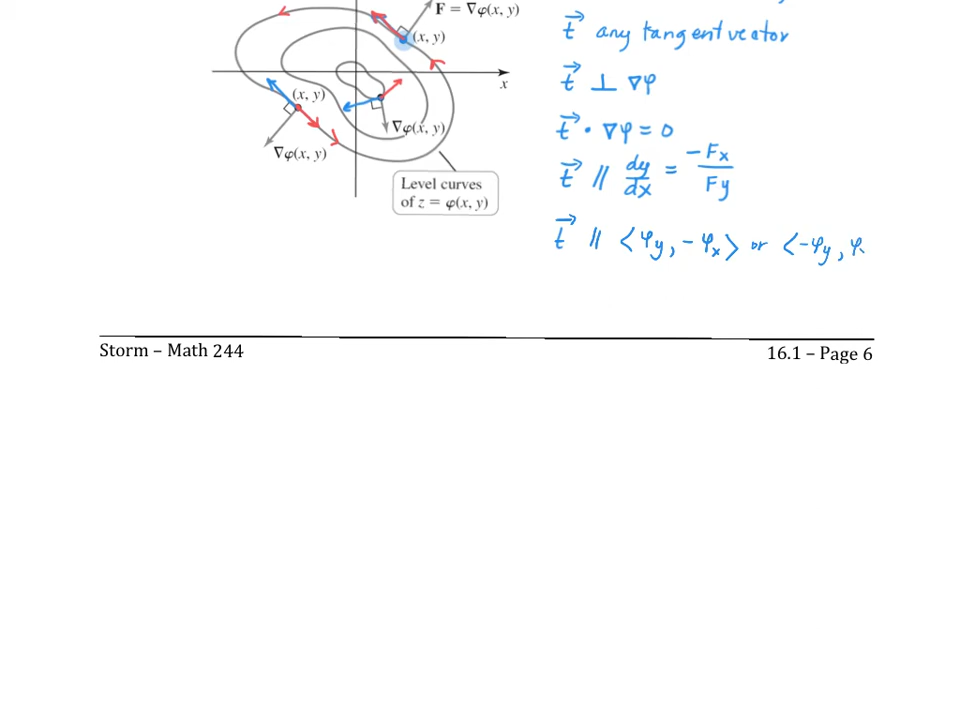 F = ∇φ(x, y)
(x, y)
x
(x, y)
∇φ(x, y)
∇φ(x, y)
Level curves
of z = φ(x, y)
t⃗ any tangent vector
t⃗ ⊥ ∇φ
t⃗ · ∇φ = 0
t⃗ // dy/dx = -Fx/Fy
t⃗ // <φy, -φx> or <-φy, φ
Storm – Math 244
16.1 – Page 6